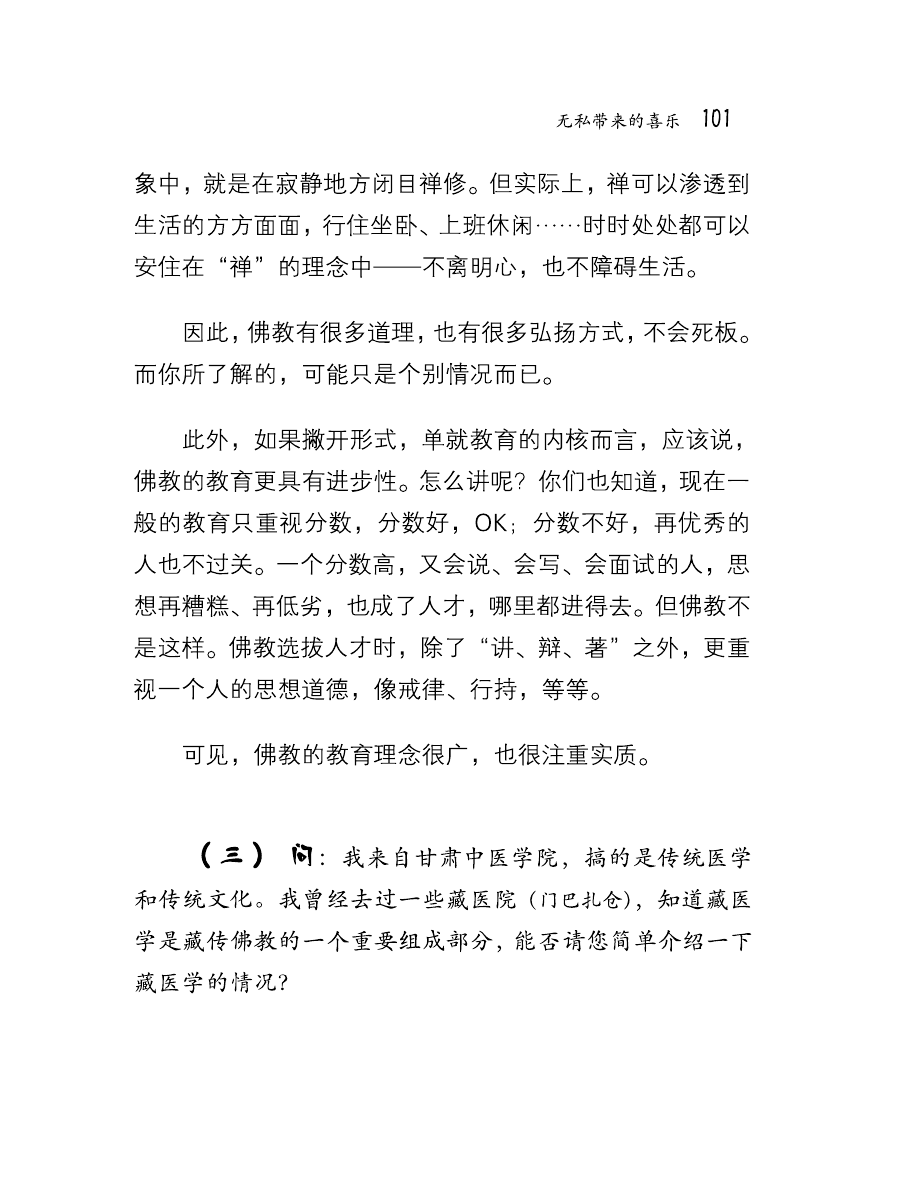 无私带来的喜乐 101
象中，就是在寂静地方闭目禅修。但实际上，禅可以渗透到
生活的方方面面，行住坐卧、上班休闲……时时处处都可以
安住在“禅”的理念中——不离明心，也不障碍生活。
因此，佛教有很多道理，也有很多弘扬方式，不会死板。
而你所了解的，可能只是个别情况而已。
此外，如果撇开形式，单就教育的内核而言，应该说，
佛教的教育更具有进步性。怎么讲呢？你们也知道，现在一
般的教育只重视分数，分数好，OK；分数不好，再优秀的
人也不过关。一个分数高，又会说、会写、会面试的人，思
想再糟糕、再低劣，也成了人才，哪里都进得去。但佛教不
是这样。佛教选拔人才时，除了“讲、辩、著”之外，更重
视一个人的思想道德，像戒律、行持，等等。
可见，佛教的教育理念很广，也很注重实质。
（三）问：我来自甘肃中医学院，搞的是传统医学
和传统文化。我曾经去过一些藏医院（门巴扎仓），知道藏医
学是藏传佛教的一个重要组成部分，能否请您简单介绍一下
藏医学的情况？